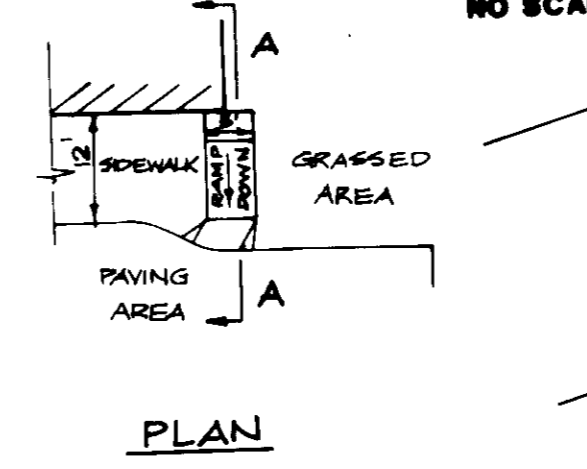 NO SCA
A
12'
SIDEWALK
RAMP
DOWN
GRASSED
AREA
PAVING
AREA
A
PLAN